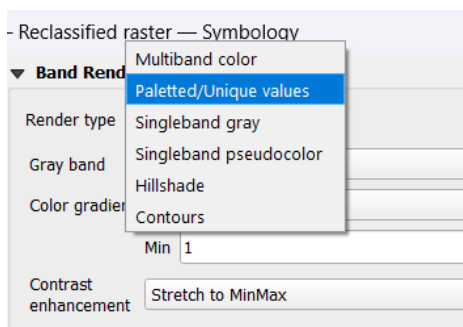 - Reclassified raster — Symbology
Multiband color
Band Rend
Paletted/Unique values
Render type
Singleband gray
Gray band
Singleband pseudocolor
Hillshade
Color gradien
Contours
Min 1
Contrast
enhancement
Stretch to MinMax